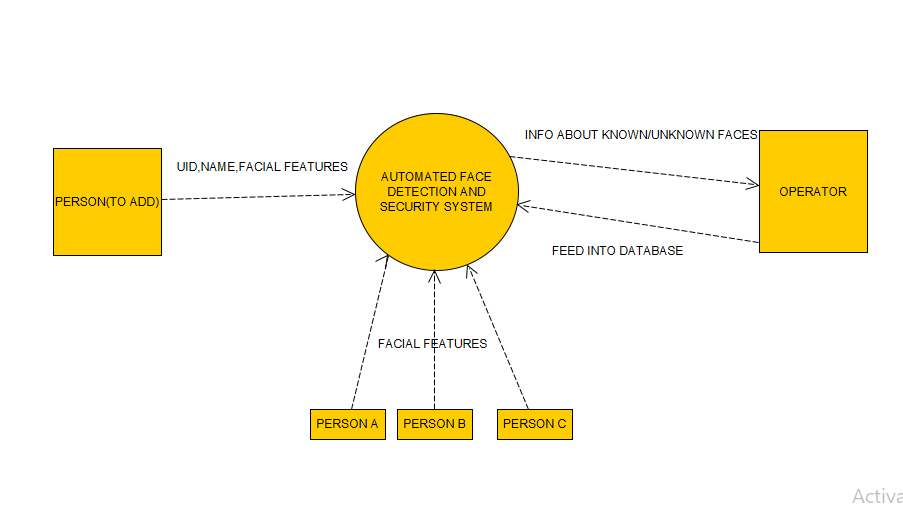 INFO ABOUT KNOWN/UNKNOWN FACES
UID,NAME,FACIAL FEATURES
AUTOMATED FACE
DETECTION AND
SECURITY SYSTEM
PERSON(TO ADD)
OPERATOR
FEED INTO DATABASE
FACIAL FEATURES
PERSON A
PERSON B
PERSON C
Activa